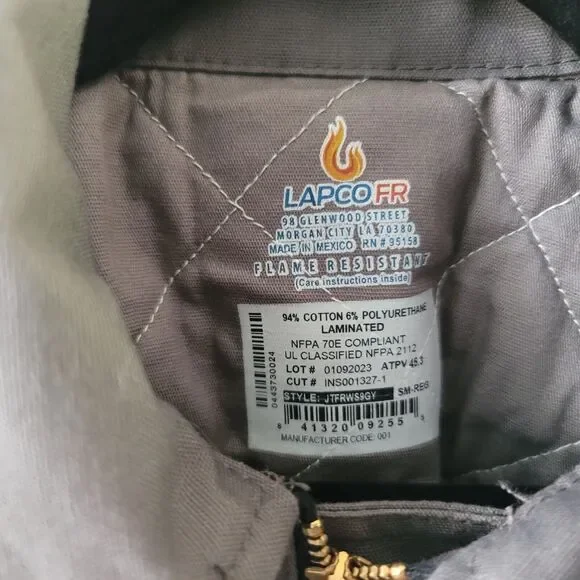 LAPCO FR
98 GLENWOOD STREET
MORGAN CITY LA 70380
MADE IN MEXICO RN # 95158
FLAME RESISTANT
(Care instructions inside)
94% COTTON 6% POLYURETHANE
LAMINATED
NFPA 70E COMPLIANT
UL CLASSIFIED NFPA 2112
LOT # 01092023 ATPV 45.3
CUT # INS001327-1
STYLE: JTFRWS9GY SM-REG
8 41320 09255 5
MANUFACTURER CODE: 001
0443730024